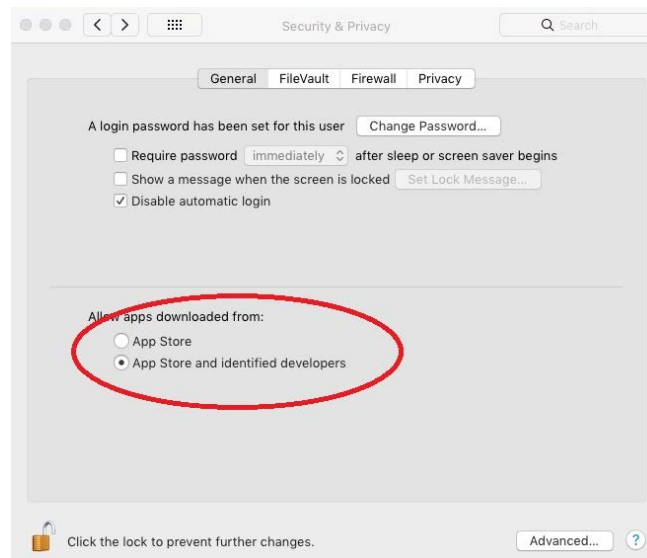 Security & Privacy
Search
General FileVault Firewall Privacy
A login password has been set for this user Change Password...
Require password immediately after sleep or screen saver begins
Show a message when the screen is locked Set Lock Message...
Disable automatic login
Allow apps downloaded from:
App Store
App Store and identified developers
Click the lock to prevent further changes.
Advanced... ?